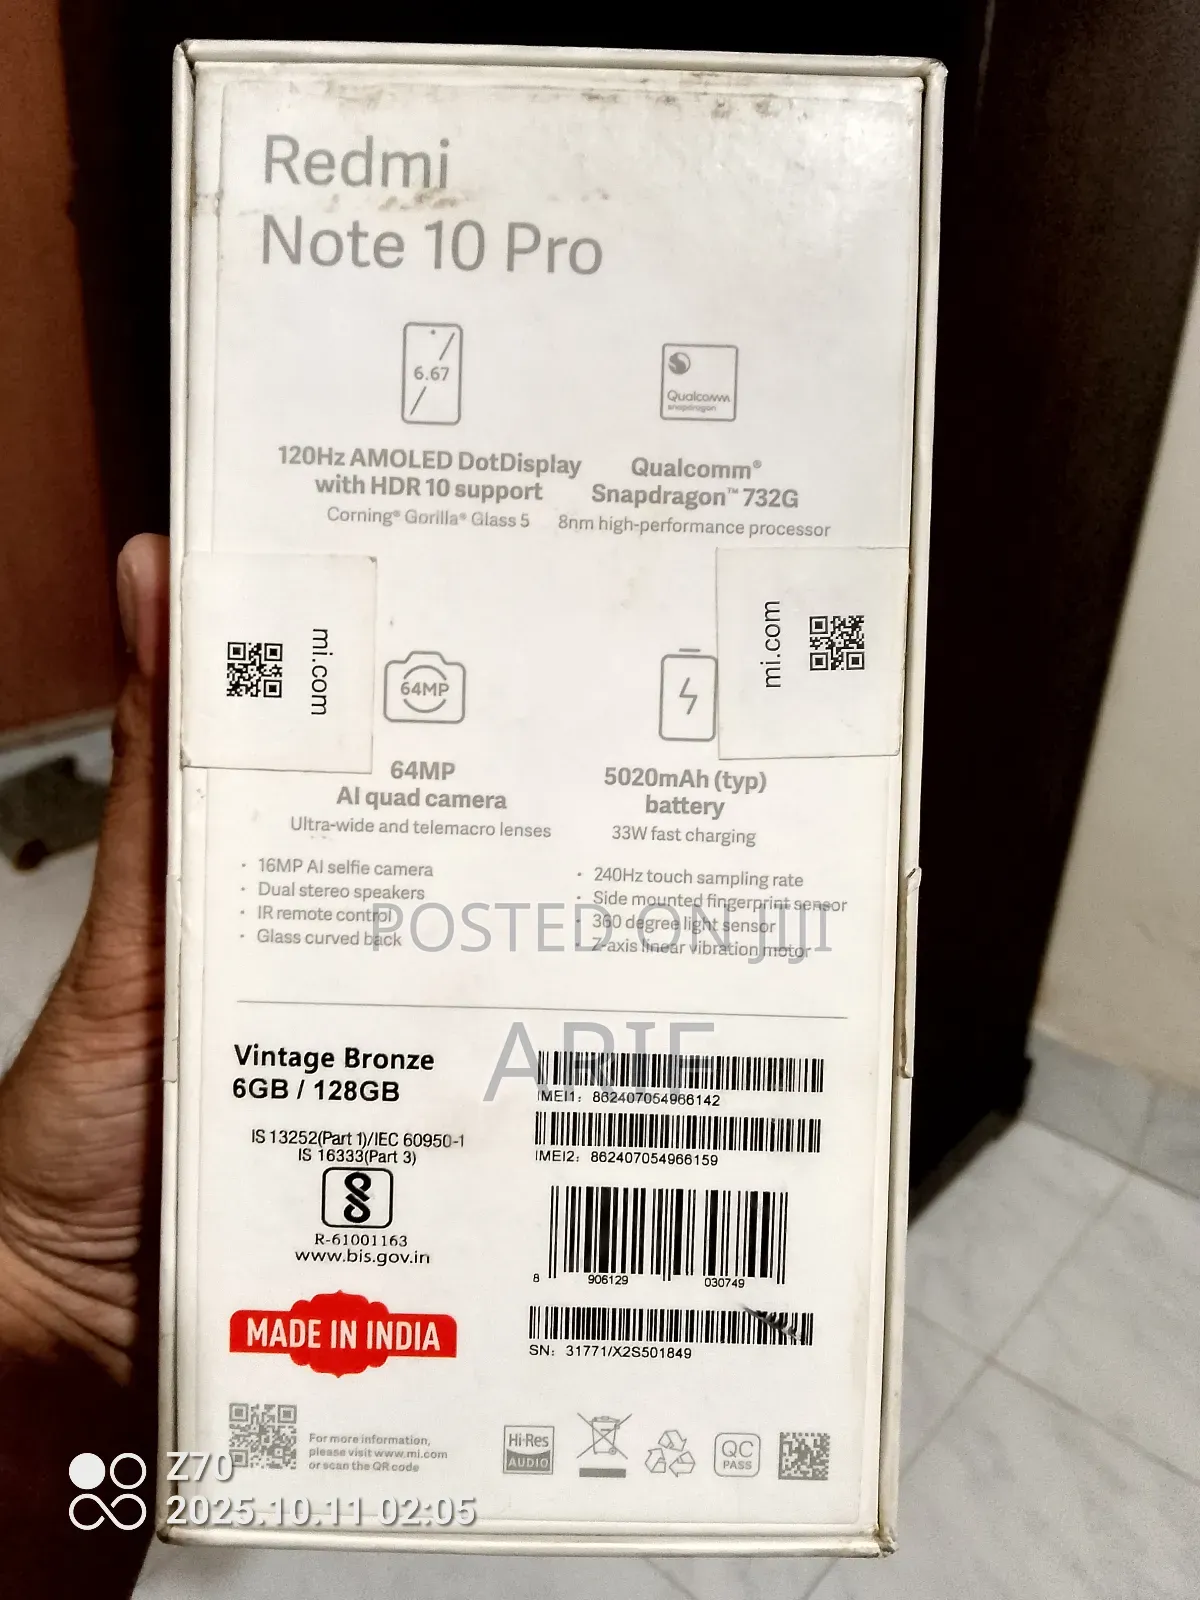 Redmi
Note 10 Pro
6.67
Qualcomm
snapdragon
120Hz AMOLED DotDisplay
with HDR 10 support
Corning® Gorilla® Glass 5
Qualcomm®
Snapdragon™ 732G
8nm high-performance processor
mi.com
64MP
mi.com
64MP
AI quad camera
Ultra-wide and telemacro lenses
5020mAh (typ)
battery
33W fast charging
· 16MP AI selfie camera
· Dual stereo speakers
· IR remote control
· Glass curved back
· 240Hz touch sampling rate
· Side mounted fingerprint sensor
· 360 degree light sensor
· Z-axis linear vibration motor
POSTED ON JIJI
ARIF
Vintage Bronze
6GB / 128GB
IS 13252(Part 1)/IEC 60950-1
IS 16333(Part 3)
R-61001163
www.bis.gov.in
MADE IN INDIA
IMEI1: 862407054966142
IMEI2: 862407054966159
8 906129 030749
SN: 31771/X2S501849
For more information,
please visit www.mi.com
or scan the QR code
Hi-Res
AUDIO
QC
PASS
Z70
2025.10.11 02:05